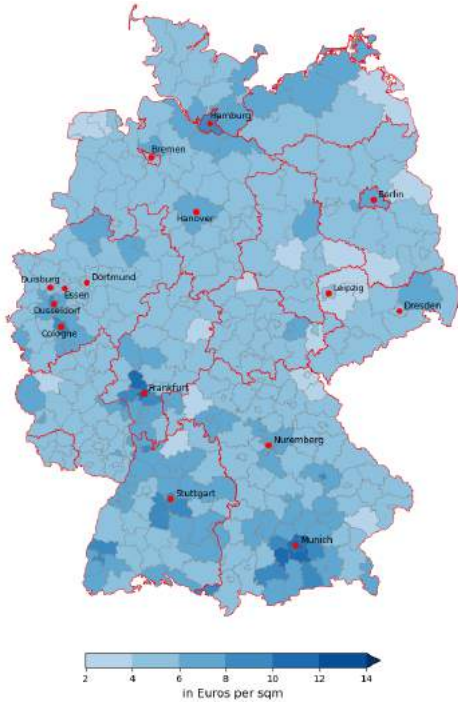 Hamburg
Bremen
Berlin
Hanover
Duisburg
Dortmund
Essen
Leipzig
Dusseldorf
Dresden
Cologne
Frankfurt
Nuremberg
Stuttgart
Munich
2 4 6 8 10 12 14
in Euros per sqm